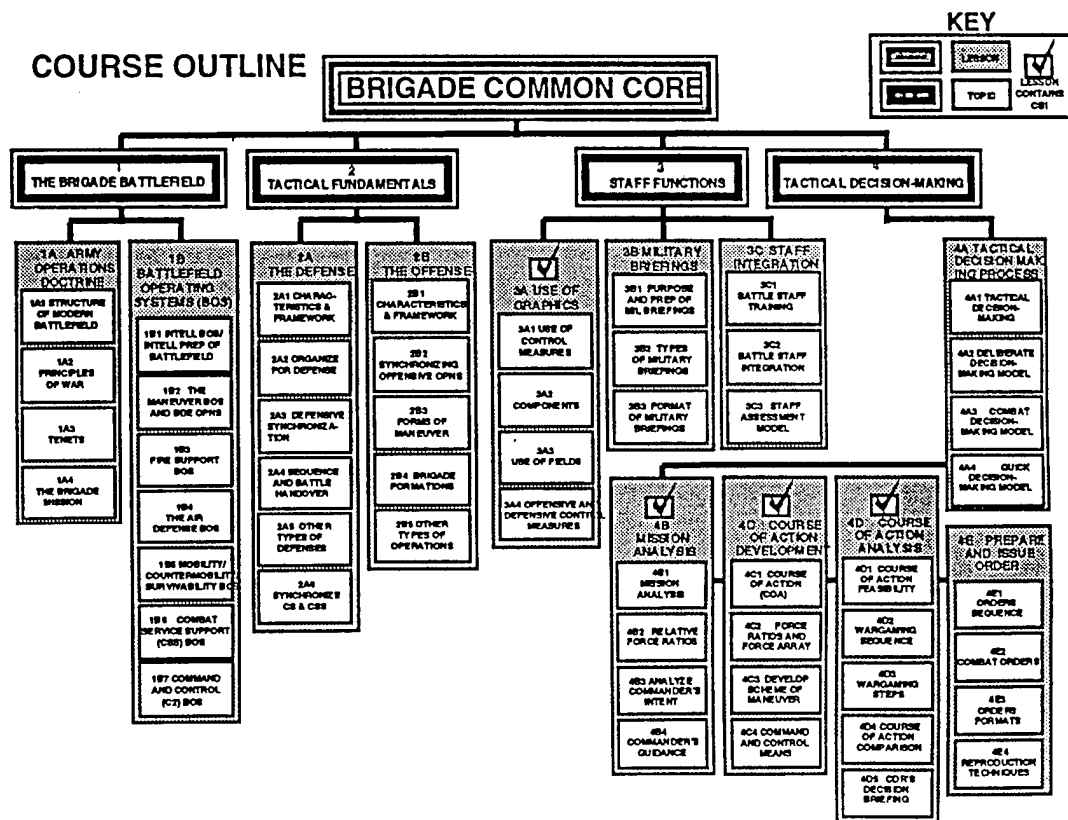 KEY
LESSON
TOPIC
LESSON
CONTAINS
CBI
COURSE OUTLINE
BRIGADE COMMON CORE
1
THE BRIGADE BATTLEFIELD
2
TACTICAL FUNDAMENTALS
3
STAFF FUNCTIONS
4
TACTICAL DECISION-MAKING
1A ARMY
OPERATIONS
DOCTRINE
1A1 STRUCTURE
OF MODERN
BATTLEFIELD
1A2
PRINCIPLES
OF WAR
1A3
TENETS
1A4
THE BRIGADE
MISSION
1B
BATTLEFIELD
OPERATING
SYSTEMS (BOS)
1B1 INTELL BOS/
INTELL PREP OF
BATTLEFIELD
1B2 THE
MANEUVER BOS
AND BDE OPNS
1B3
FIRE SUPPORT
BOS
1B4
THE AIR
DEFENSE BOS
1B5 MOBILITY/
COUNTERMOBILITY
SURVIVABILITY BOS
1B6 COMBAT
SERVICE SUPPORT
(CSS) BOS
1B7 COMMAND
AND CONTROL
(C2) BOS
2A
THE DEFENSE
2A1 CHARAC-
TERISTICS &
FRAMEWORK
2A2 ORGANIZE
FOR DEFENSE
2A3 DEFENSIVE
SYNCHRONIZA-
TION
2A4 SEQUENCE
AND BATTLE
HANDOVER
2A5 OTHER
TYPES OF
DEFENSES
2A6
SYNCHRONIZE
CS & CSS
2B
THE OFFENSE
2B1
CHARACTERISTICS
& FRAMEWORK
2B2
SYNCHRONIZING
OFFENSIVE OPNS
2B3
FORMS OF
MANEUVER
2B4 BRIGADE
FORMATIONS
2B5 OTHER
TYPES OF
OPERATIONS
3A USE OF
GRAPHICS
3A1 USE OF
CONTROL
MEASURES
3A2
COMPONENTS
3A3
USE OF FIELDS
3A4 OFFENSIVE AND
DEFENSIVE CONTROL
MEASURES
3B MILITARY
BRIEFINGS
3B1 PURPOSE
AND PREP OF
MIL BRIEFINGS
3B2 TYPES
OF MILITARY
BRIEFINGS
3B3 FORMAT
OF MILITARY
BRIEFINGS
3C STAFF
INTEGRATION
3C1
BATTLE STAFF
TRAINING
3C2
BATTLE STAFF
INTEGRATION
3C3 STAFF
ASSESSMENT
MODEL
4A TACTICAL
DECISION MAK
ING PROCESS
4A1 TACTICAL
DECISION-
MAKING
4A2 DELIBERATE
DECISION-
MAKING MODEL
4A3 COMBAT
DECISION-
MAKING MODEL
4A4 QUICK
DECISION-
MAKING MODEL
4B
MISSION
ANALYSIS
4B1
MISSION
ANALYSIS
4B2 RELATIVE
FORCE RATIOS
4B3 ANALYZE
COMMANDER'S
INTENT
4B4
COMMANDER'S
GUIDANCE
4C COURSE
OF ACTION
DEVELOPMENT
4C1 COURSE
OF ACTION
(COA)
4C2 FORCE
RATIOS AND
FORCE ARRAY
4C3 DEVELOP
SCHEME OF
MANEUVER
4C4 COMMAND
AND CONTROL
MEANS
4D COURSE
OF ACTION
ANALYSIS
4D1 COURSE
OF ACTION
FEASIBILITY
4D2
WARGAMING
SEQUENCE
4D3
WARGAMING
STEPS
4D4 COURSE
OF ACTION
COMPARISON
4D5 CDR'S
DECISION
BRIEFING
4E PREPARE
AND ISSUE
ORDER
4E1
ORDERS
SEQUENCE
4E2
COMBAT ORDERS
4E3
ORDERS
FORMATS
4E4
REPRODUCTION
TECHNIQUES